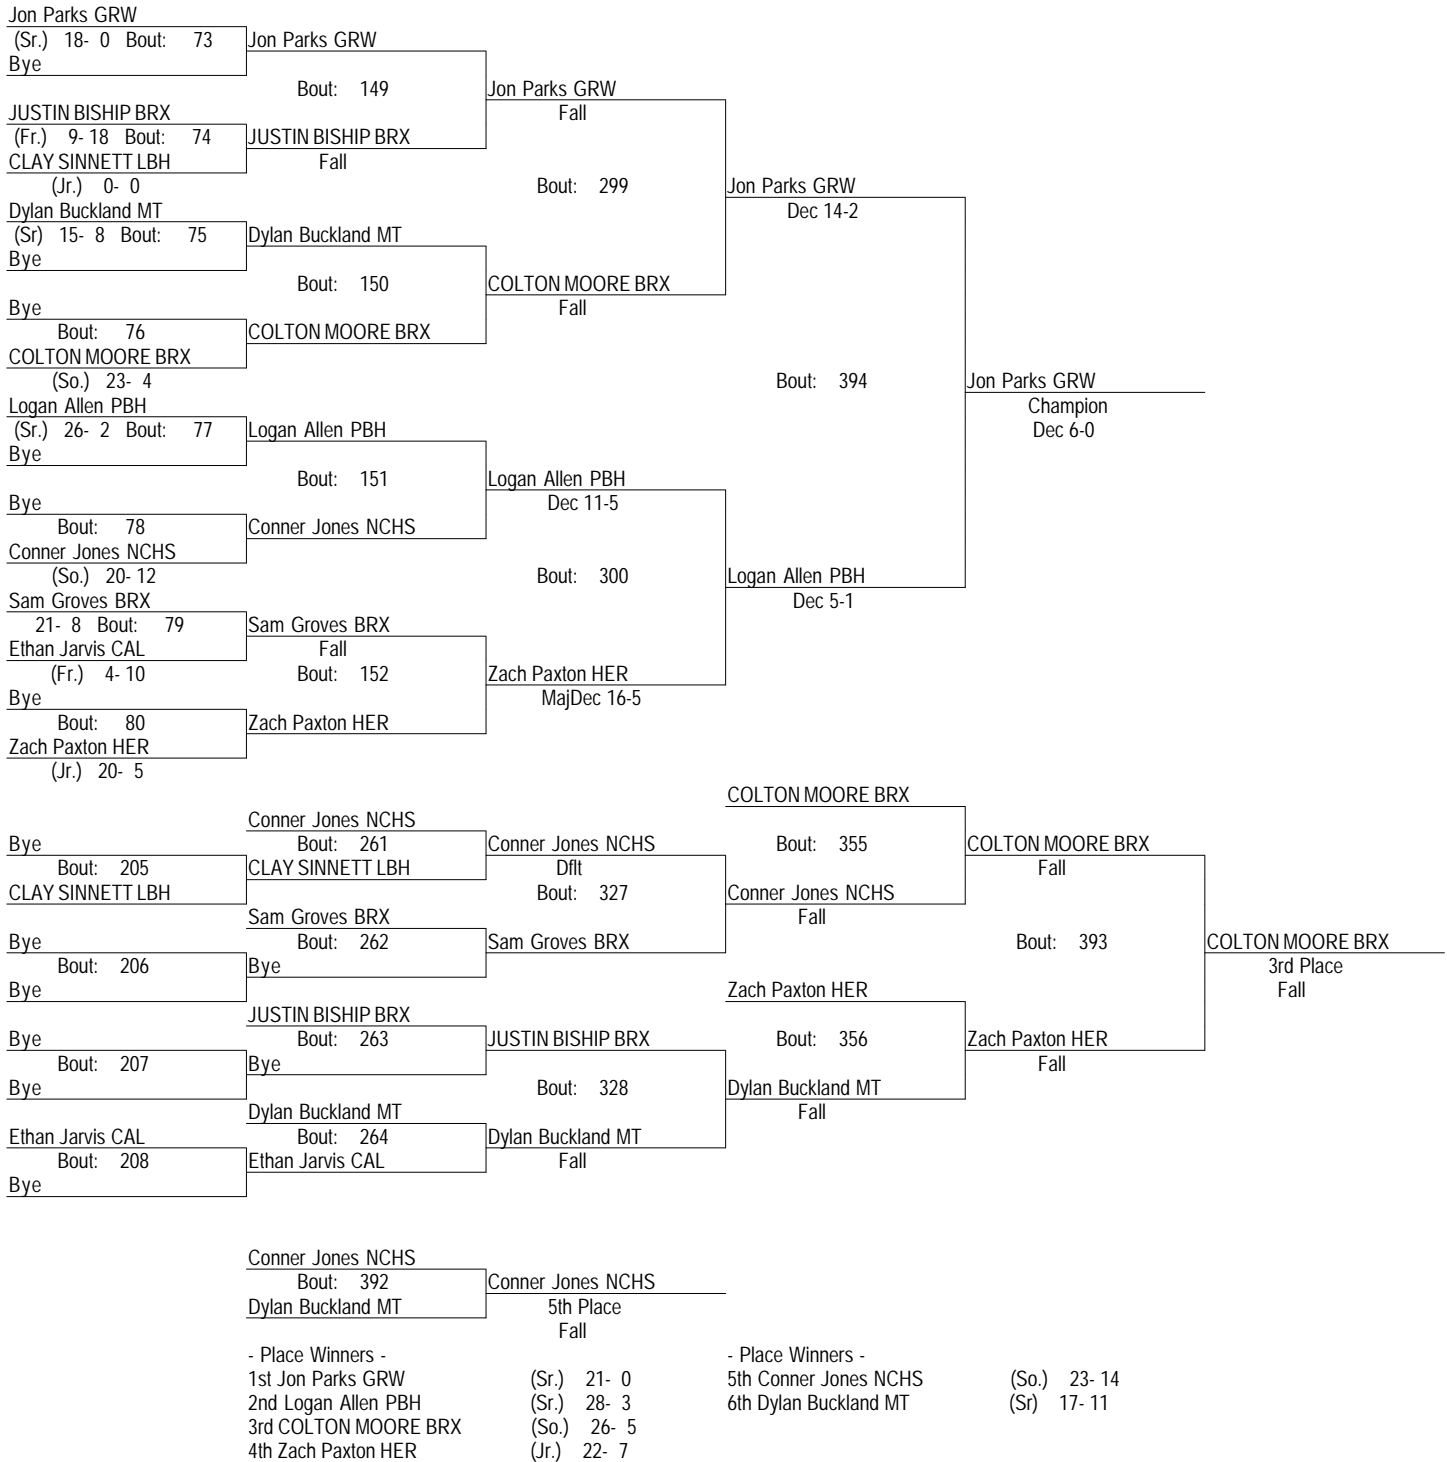 Jon Parks GRW
(Sr.) 18- 0 Bout: 73 Jon Parks GRW
Bye
Bout: 149 Jon Parks GRW
JUSTIN BISHIP BRX Fall
(Fr.) 9- 18 Bout: 74 JUSTIN BISHIP BRX
CLAY SINNETT LBH Fall
(Jr.) 0- 0 Bout: 299 Jon Parks GRW
Dylan Buckland MT Dec 14-2
(Sr) 15- 8 Bout: 75 Dylan Buckland MT
Bye
Bout: 150 COLTON MOORE BRX
Bye Fall
Bout: 76 COLTON MOORE BRX
COLTON MOORE BRX
(So.) 23- 4 Bout: 394 Jon Parks GRW
Logan Allen PBH Champion
(Sr.) 26- 2 Bout: 77 Logan Allen PBH Dec 6-0
Bye
Bout: 151 Logan Allen PBH
Bye Dec 11-5
Bout: 78 Conner Jones NCHS
Conner Jones NCHS
(So.) 20- 12 Bout: 300 Logan Allen PBH
Sam Groves BRX Dec 5-1
21- 8 Bout: 79 Sam Groves BRX
Ethan Jarvis CAL Fall
(Fr.) 4- 10 Bout: 152 Zach Paxton HER
Bye MajDec 16-5
Bout: 80 Zach Paxton HER
Zach Paxton HER
(Jr.) 20- 5
COLTON MOORE BRX
Conner Jones NCHS
Bye Bout: 261 Conner Jones NCHS Bout: 355 COLTON MOORE BRX
Bout: 205 CLAY SINNETT LBH Dflt Fall
CLAY SINNETT LBH Bout: 327 Conner Jones NCHS
Sam Groves BRX Fall
Bye Bout: 262 Sam Groves BRX Bout: 393 COLTON MOORE BRX
Bout: 206 Bye 3rd Place
Bye Zach Paxton HER Fall
JUSTIN BISHIP BRX
Bye Bout: 263 JUSTIN BISHIP BRX Bout: 356 Zach Paxton HER
Bout: 207 Bye Fall
Bye Bout: 328 Dylan Buckland MT
Dylan Buckland MT Fall
Ethan Jarvis CAL Bout: 264 Dylan Buckland MT
Bout: 208 Ethan Jarvis CAL Fall
Bye
Conner Jones NCHS
Bout: 392 Conner Jones NCHS
Dylan Buckland MT 5th Place
Fall
- Place Winners - - Place Winners -
1st Jon Parks GRW (Sr.) 21- 0 5th Conner Jones NCHS (So.) 23- 14
2nd Logan Allen PBH (Sr.) 28- 3 6th Dylan Buckland MT (Sr) 17- 11
3rd COLTON MOORE BRX (So.) 26- 5
4th Zach Paxton HER (Jr.) 22- 7